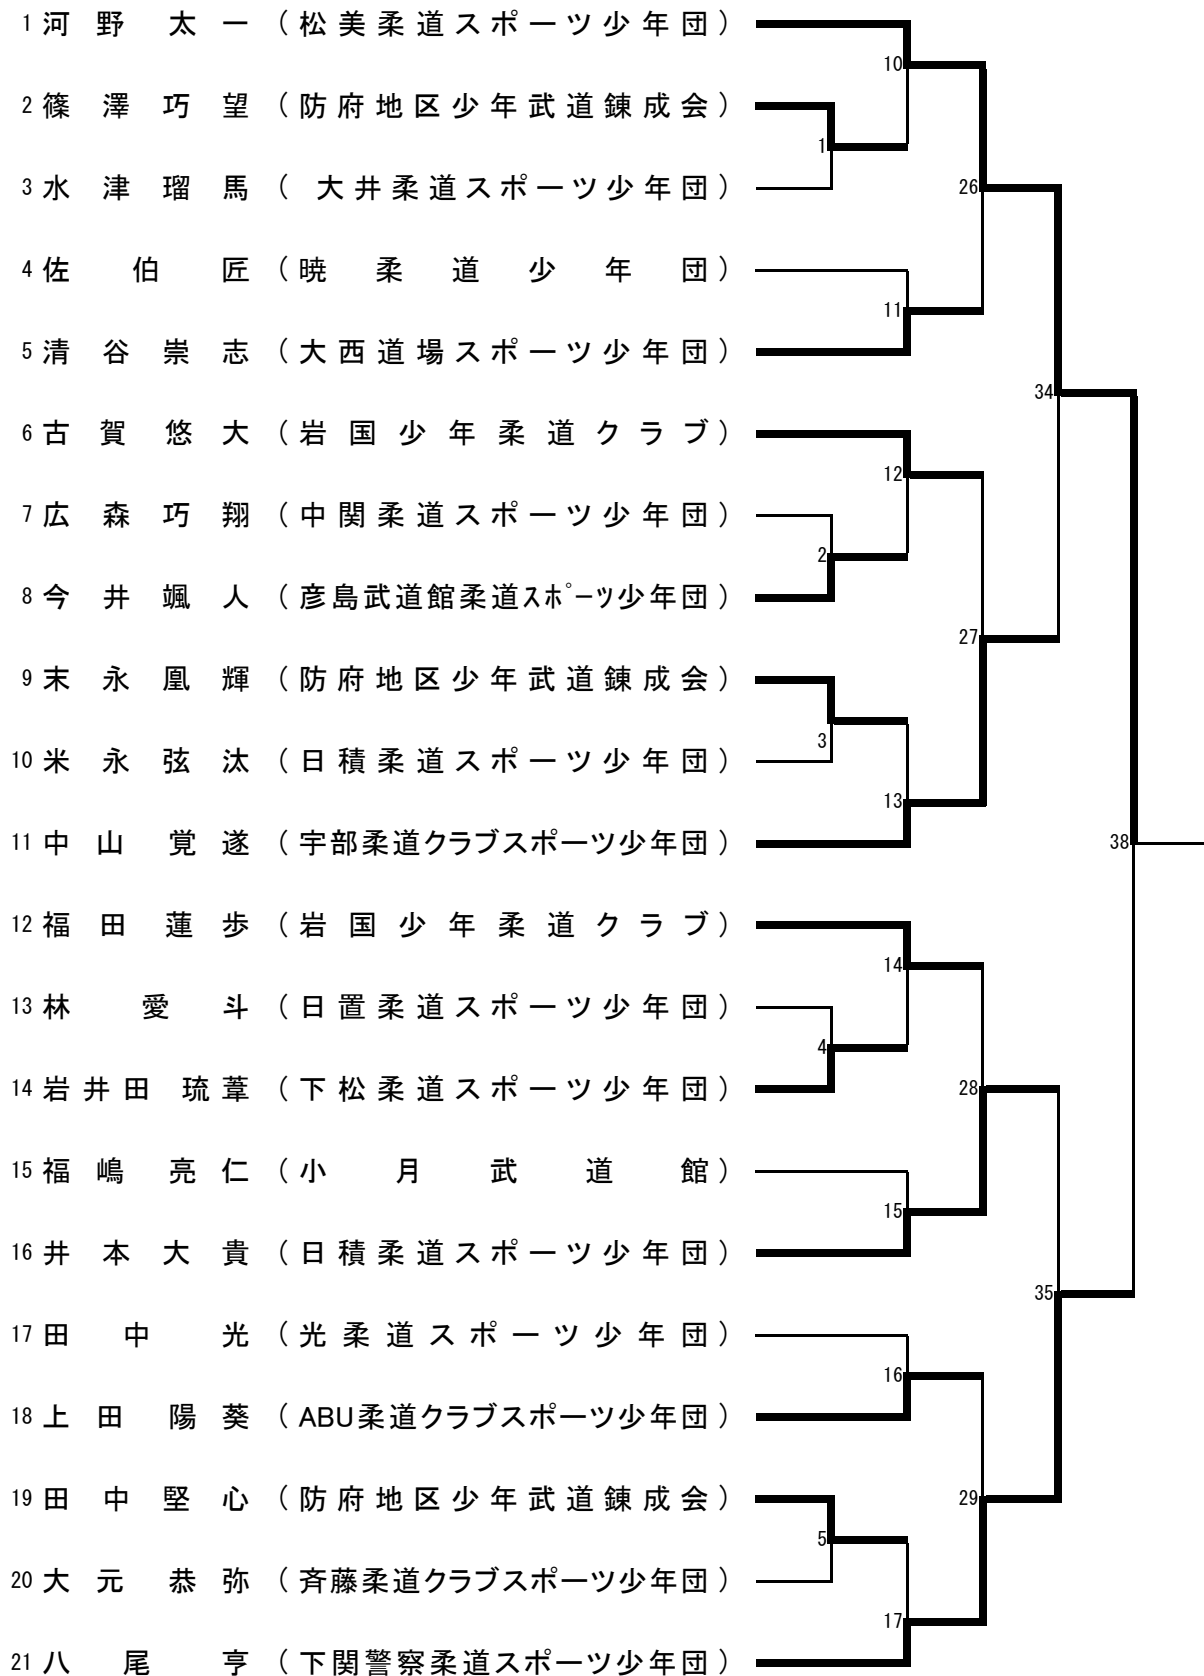 1 河野 太一 (松美柔道スポーツ少年団)
10
2 篠澤巧望 (防府地区少年武道錬成会)
1
3 水津瑠馬 (大井柔道スポーツ少年団)
26
4 佐伯匠 (暁柔道少年団)
11
5 清谷崇志 (大西道場スポーツ少年団)
34
6 古賀悠大 (岩国少年柔道クラブ)
12
7 広森巧翔 (中関柔道スポーツ少年団)
2
8 今井颯人 (彦島武道館柔道スポーツ少年団)
27
9 末永凰輝 (防府地区少年武道錬成会)
3
10 米永弦汰 (日積柔道スポーツ少年団)
13
11 中山 覚遂 (宇部柔道クラブスポーツ少年団)
38
12 福田 蓮歩 (岩国少年柔道クラブ)
14
13 林 愛斗 (日置柔道スポーツ少年団)
4
14 岩井田 琉葦 (下松柔道スポーツ少年団)
28
15 福嶋 亮仁 (小月武道館)
15
16 井本大貴 (日積柔道スポーツ少年団)
35
17 田中光 (光柔道スポーツ少年団)
16
18 上田 陽葵 (ABU柔道クラブスポーツ少年団)
19 田中堅心 (防府地区少年武道錬成会)
29
5
20 大元 恭弥 (斉藤柔道クラブスポーツ少年団)
17
21 八尾亨 (下関警察柔道スポーツ少年団)